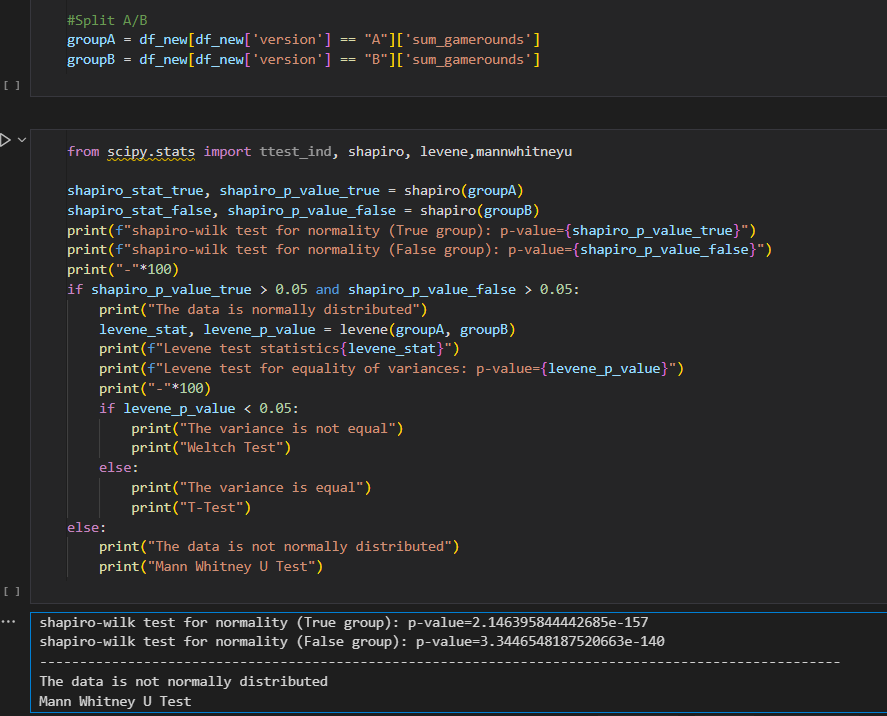 #Split A/B
groupA = df_new[df_new['version'] == "A"]['sum_gamerounds']
groupB = df_new[df_new['version'] == "B"]['sum_gamerounds']
[ ]
from scipy.stats import ttest_ind, shapiro, levene,mannwhitneyu
shapiro_stat_true, shapiro_p_value_true = shapiro(groupA)
shapiro_stat_false, shapiro_p_value_false = shapiro(groupB)
print(f"shapiro-wilk test for normality (True group): p-value={shapiro_p_value_true}")
print(f"shapiro-wilk test for normality (False group): p-value={shapiro_p_value_false}")
print("-"*100)
if shapiro_p_value_true > 0.05 and shapiro_p_value_false > 0.05:
    print("The data is normally distributed")
    levene_stat, levene_p_value = levene(groupA, groupB)
    print(f"Levene test statistics{levene_stat}")
    print(f"Levene test for equality of variances: p-value={levene_p_value}")
    print("-"*100)
    if levene_p_value < 0.05:
        print("The variance is not equal")
        print("Weltch Test")
    else:
        print("The variance is equal")
        print("T-Test")
else:
    print("The data is not normally distributed")
    print("Mann Whitney U Test")
[ ]
shapiro-wilk test for normality (True group): p-value=2.146395844442685e-157
shapiro-wilk test for normality (False group): p-value=3.3446548187520663e-140
----------------------------------------------------------------------------------------------------
The data is not normally distributed
Mann Whitney U Test